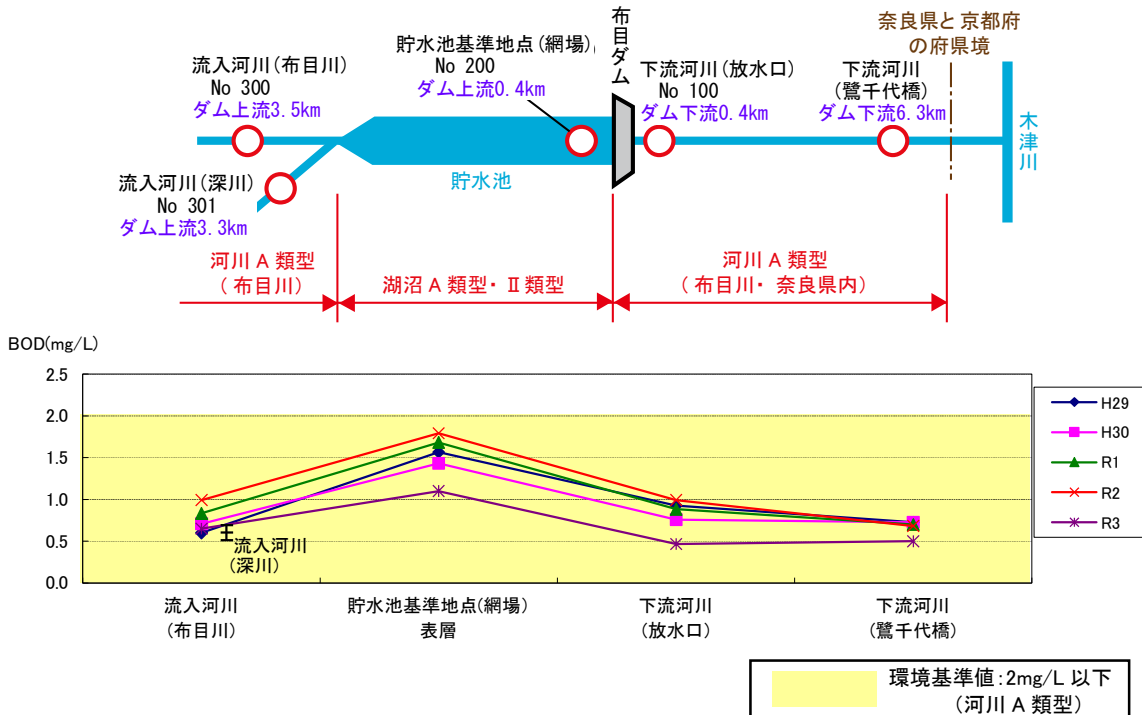 布目ダム
奈良県と京都府
の府県境
貯水池基準地点(網場)
No 200
ダム上流0.4km
流入河川(布目川)
No 300
ダム上流3.5km
下流河川(放水口)
No 100
ダム下流0.4km
下流河川
(鷺千代橋)
ダム下流6.3km
木津川
流入河川(深川)
No 301
ダム上流3.3km
貯水池
河川A類型
(布目川)
湖沼A類型・Ⅱ類型
河川A類型
(布目川・奈良県内)
BOD(mg/L)
2.5
2.0
1.5
1.0
0.5
0.0
流入河川
(深川)
流入河川
(布目川)
貯水池基準地点(網場)
表層
下流河川
(放水口)
下流河川
(鷺千代橋)
H29
H30
R1
R2
R3
環境基準値:2mg/L以下
(河川A類型)